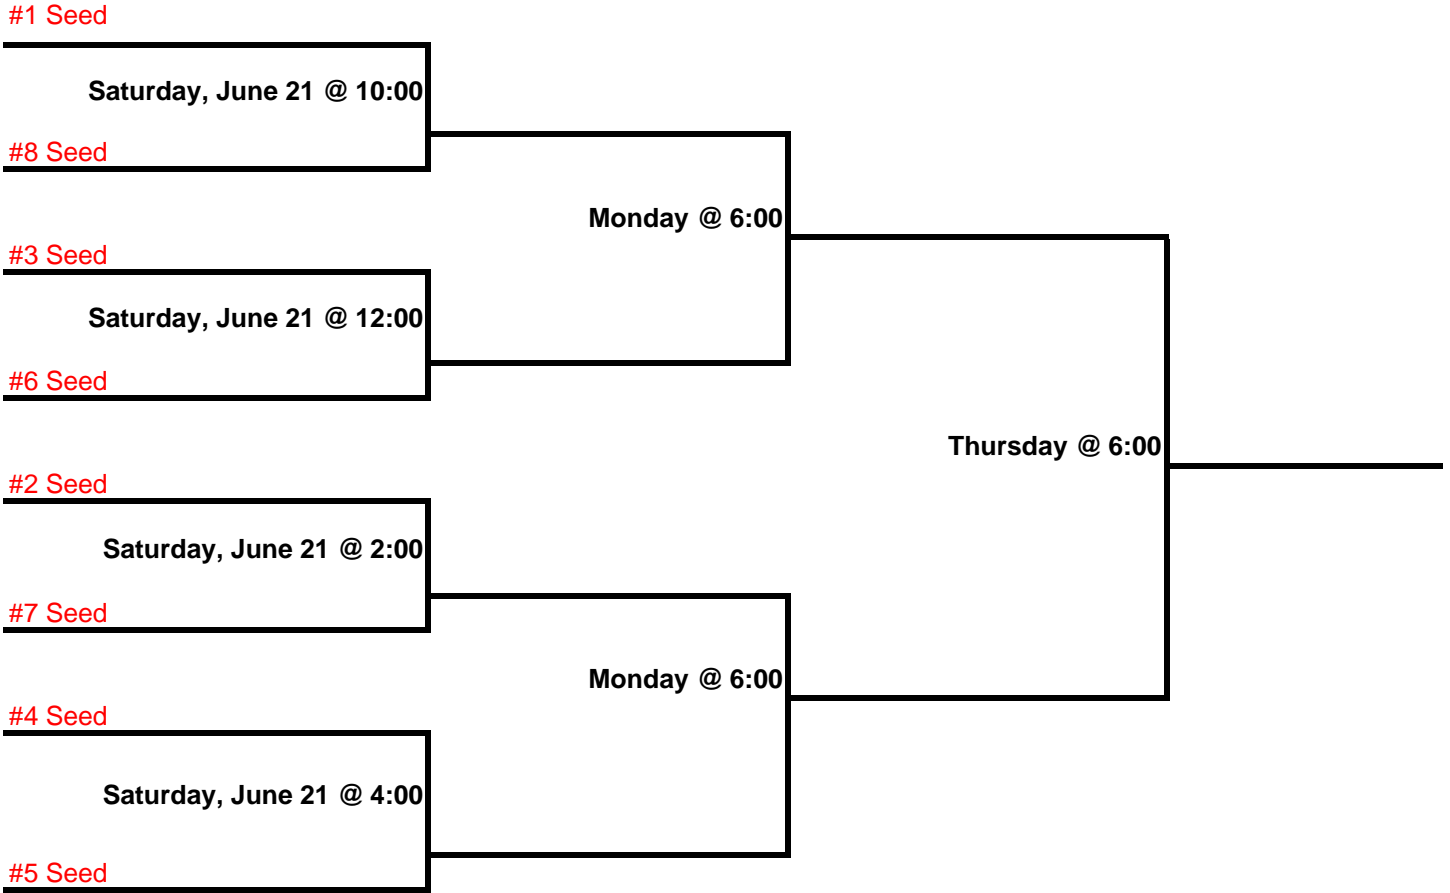 #1 Seed
Saturday, June 21 @ 10:00
#8 Seed
Monday @ 6:00
#3 Seed
Saturday, June 21 @ 12:00
#6 Seed
Thursday @ 6:00
#2 Seed
Saturday, June 21 @ 2:00
#7 Seed
Monday @ 6:00
#4 Seed
Saturday, June 21 @ 4:00
#5 Seed